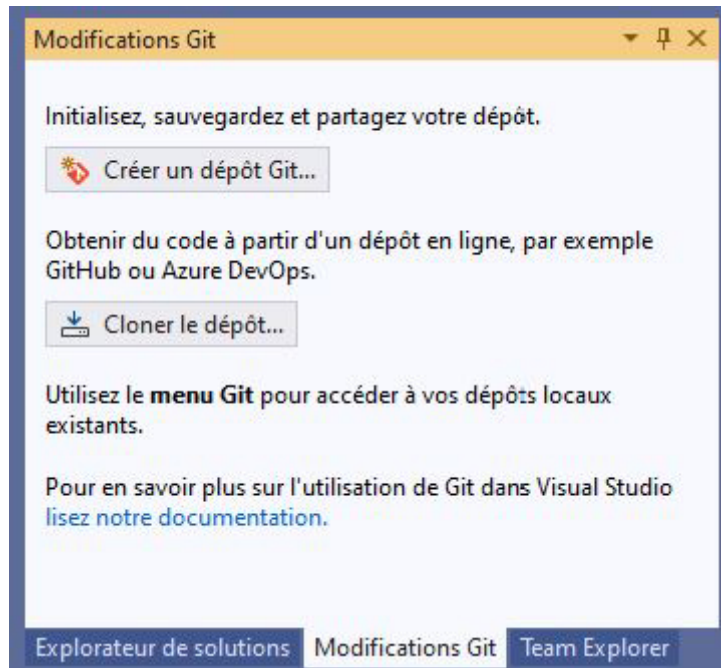 Modifications Git
Initialisez, sauvegardez et partagez votre dépôt.
Créer un dépôt Git...
Obtenir du code à partir d'un dépôt en ligne, par exemple
GitHub ou Azure DevOps.
Cloner le dépôt...
Utilisez le menu Git pour accéder à vos dépôts locaux
existants.
Pour en savoir plus sur l'utilisation de Git dans Visual Studio
lisez notre documentation.
Explorateur de solutions Modifications Git Team Explorer